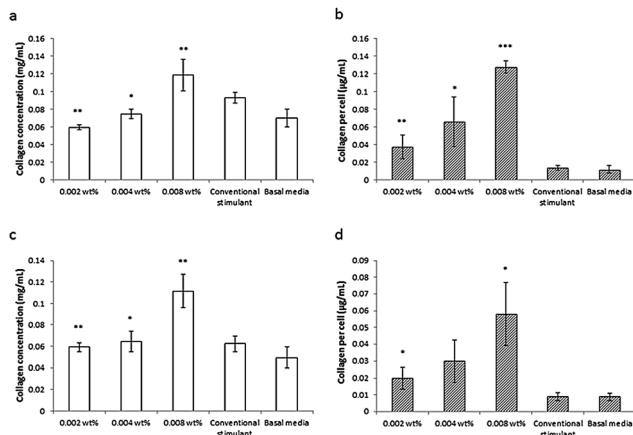 a
Collagen concentration (mg/mL)
0.16
0.14
0.12
0.1
0.08
0.06
0.04
0.02
0
**
*
**
0.002 wt%
0.004 wt%
0.008 wt%
Conventional
stimulant
Basal media
b
Collagen per cell (µg/mL)
0.16
0.14
0.12
0.1
0.08
0.06
0.04
0.02
0
**
*
***
0.002 wt%
0.004 wt%
0.008 wt%
Conventional
stimulant
Basal media
c
Collagen concentration (mg/mL)
0.14
0.12
0.1
0.08
0.06
0.04
0.02
0
**
*
**
0.002 wt%
0.004 wt%
0.008 wt%
Conventional
stimulant
Basal media
d
Collagen per cell (µg/mL)
0.09
0.08
0.07
0.06
0.05
0.04
0.03
0.02
0.01
0
*
*
0.002 wt%
0.004 wt%
0.008 wt%
Conventional
stimulant
Basal media